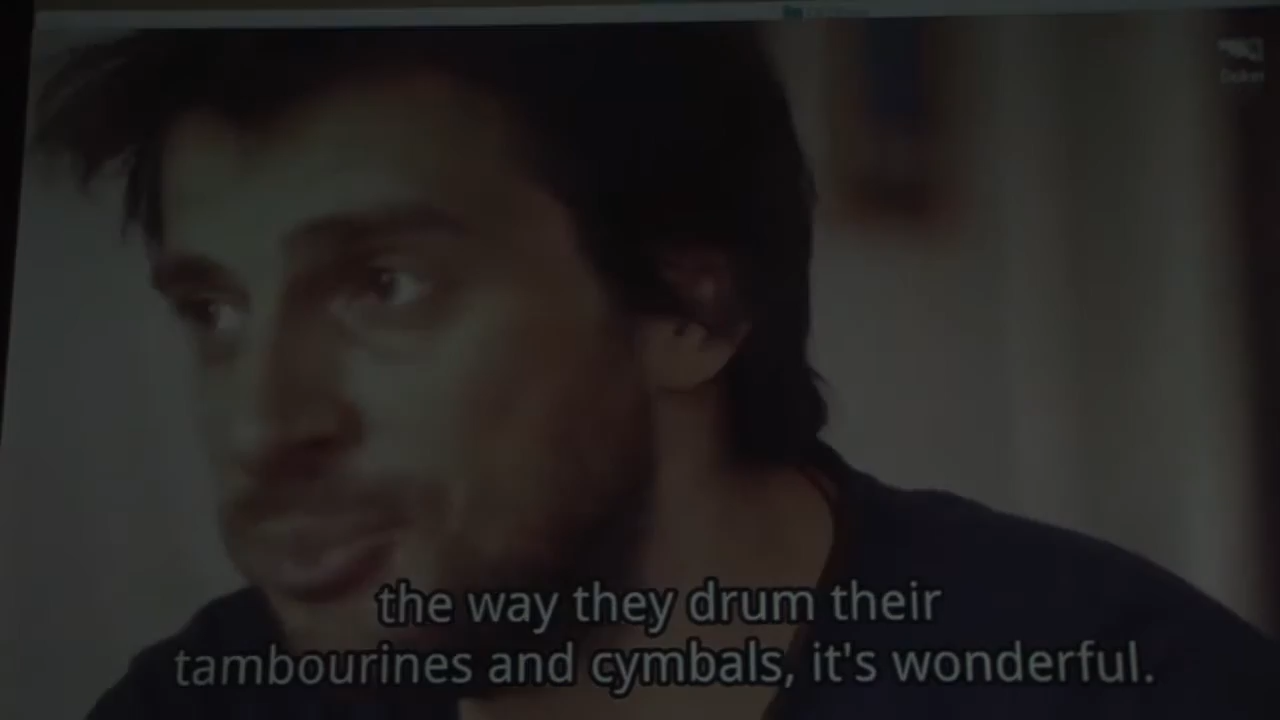 the way they drum their
tambourines and cymbals, it's wonderful.